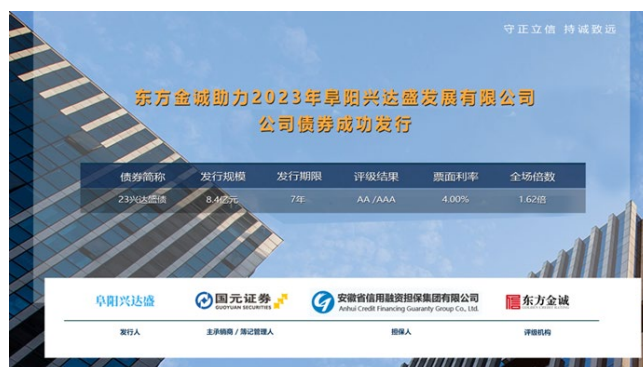 守正立信 持诚致远
东方金诚助力2023年阜阳兴达盛发展有限公司
公司债券成功发行
债券简称 发行规模 发行期限 评级结果 票面利率 全场倍数
23兴达盛债 8.4亿元 7年 AA /AAA 4.00% 1.62倍
阜阳兴达盛 国元证券 GUOYUAN SECURITIES 安徽省信用融资担保集团有限公司 Anhui Credit Financing Guaranty Group Co., Ltd. 东方金诚
发行人 主承销商 / 簿记管理人 担保人 评级机构